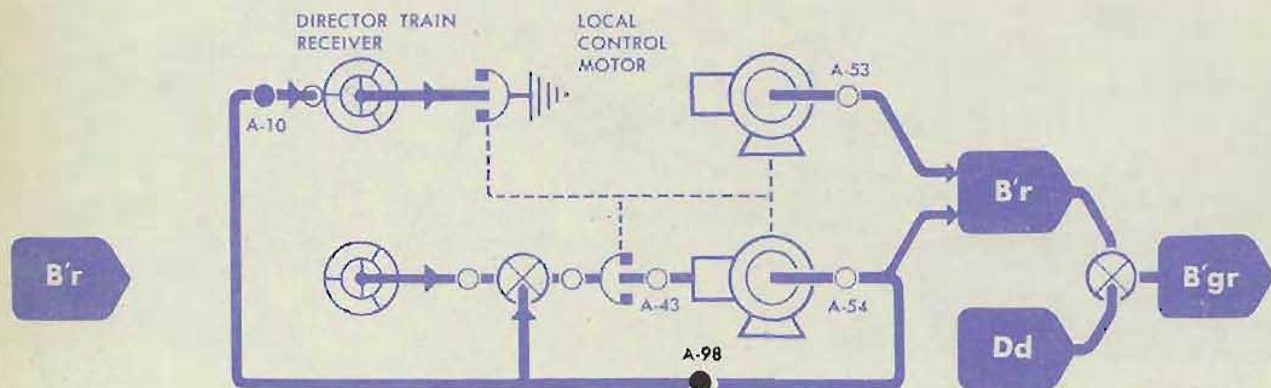 DIRECTOR TRAIN
RECEIVER
LOCAL
CONTROL
MOTOR
A-10
A-53
B'r
B'r
A-43
A-54
B'gr
Dd
A-98